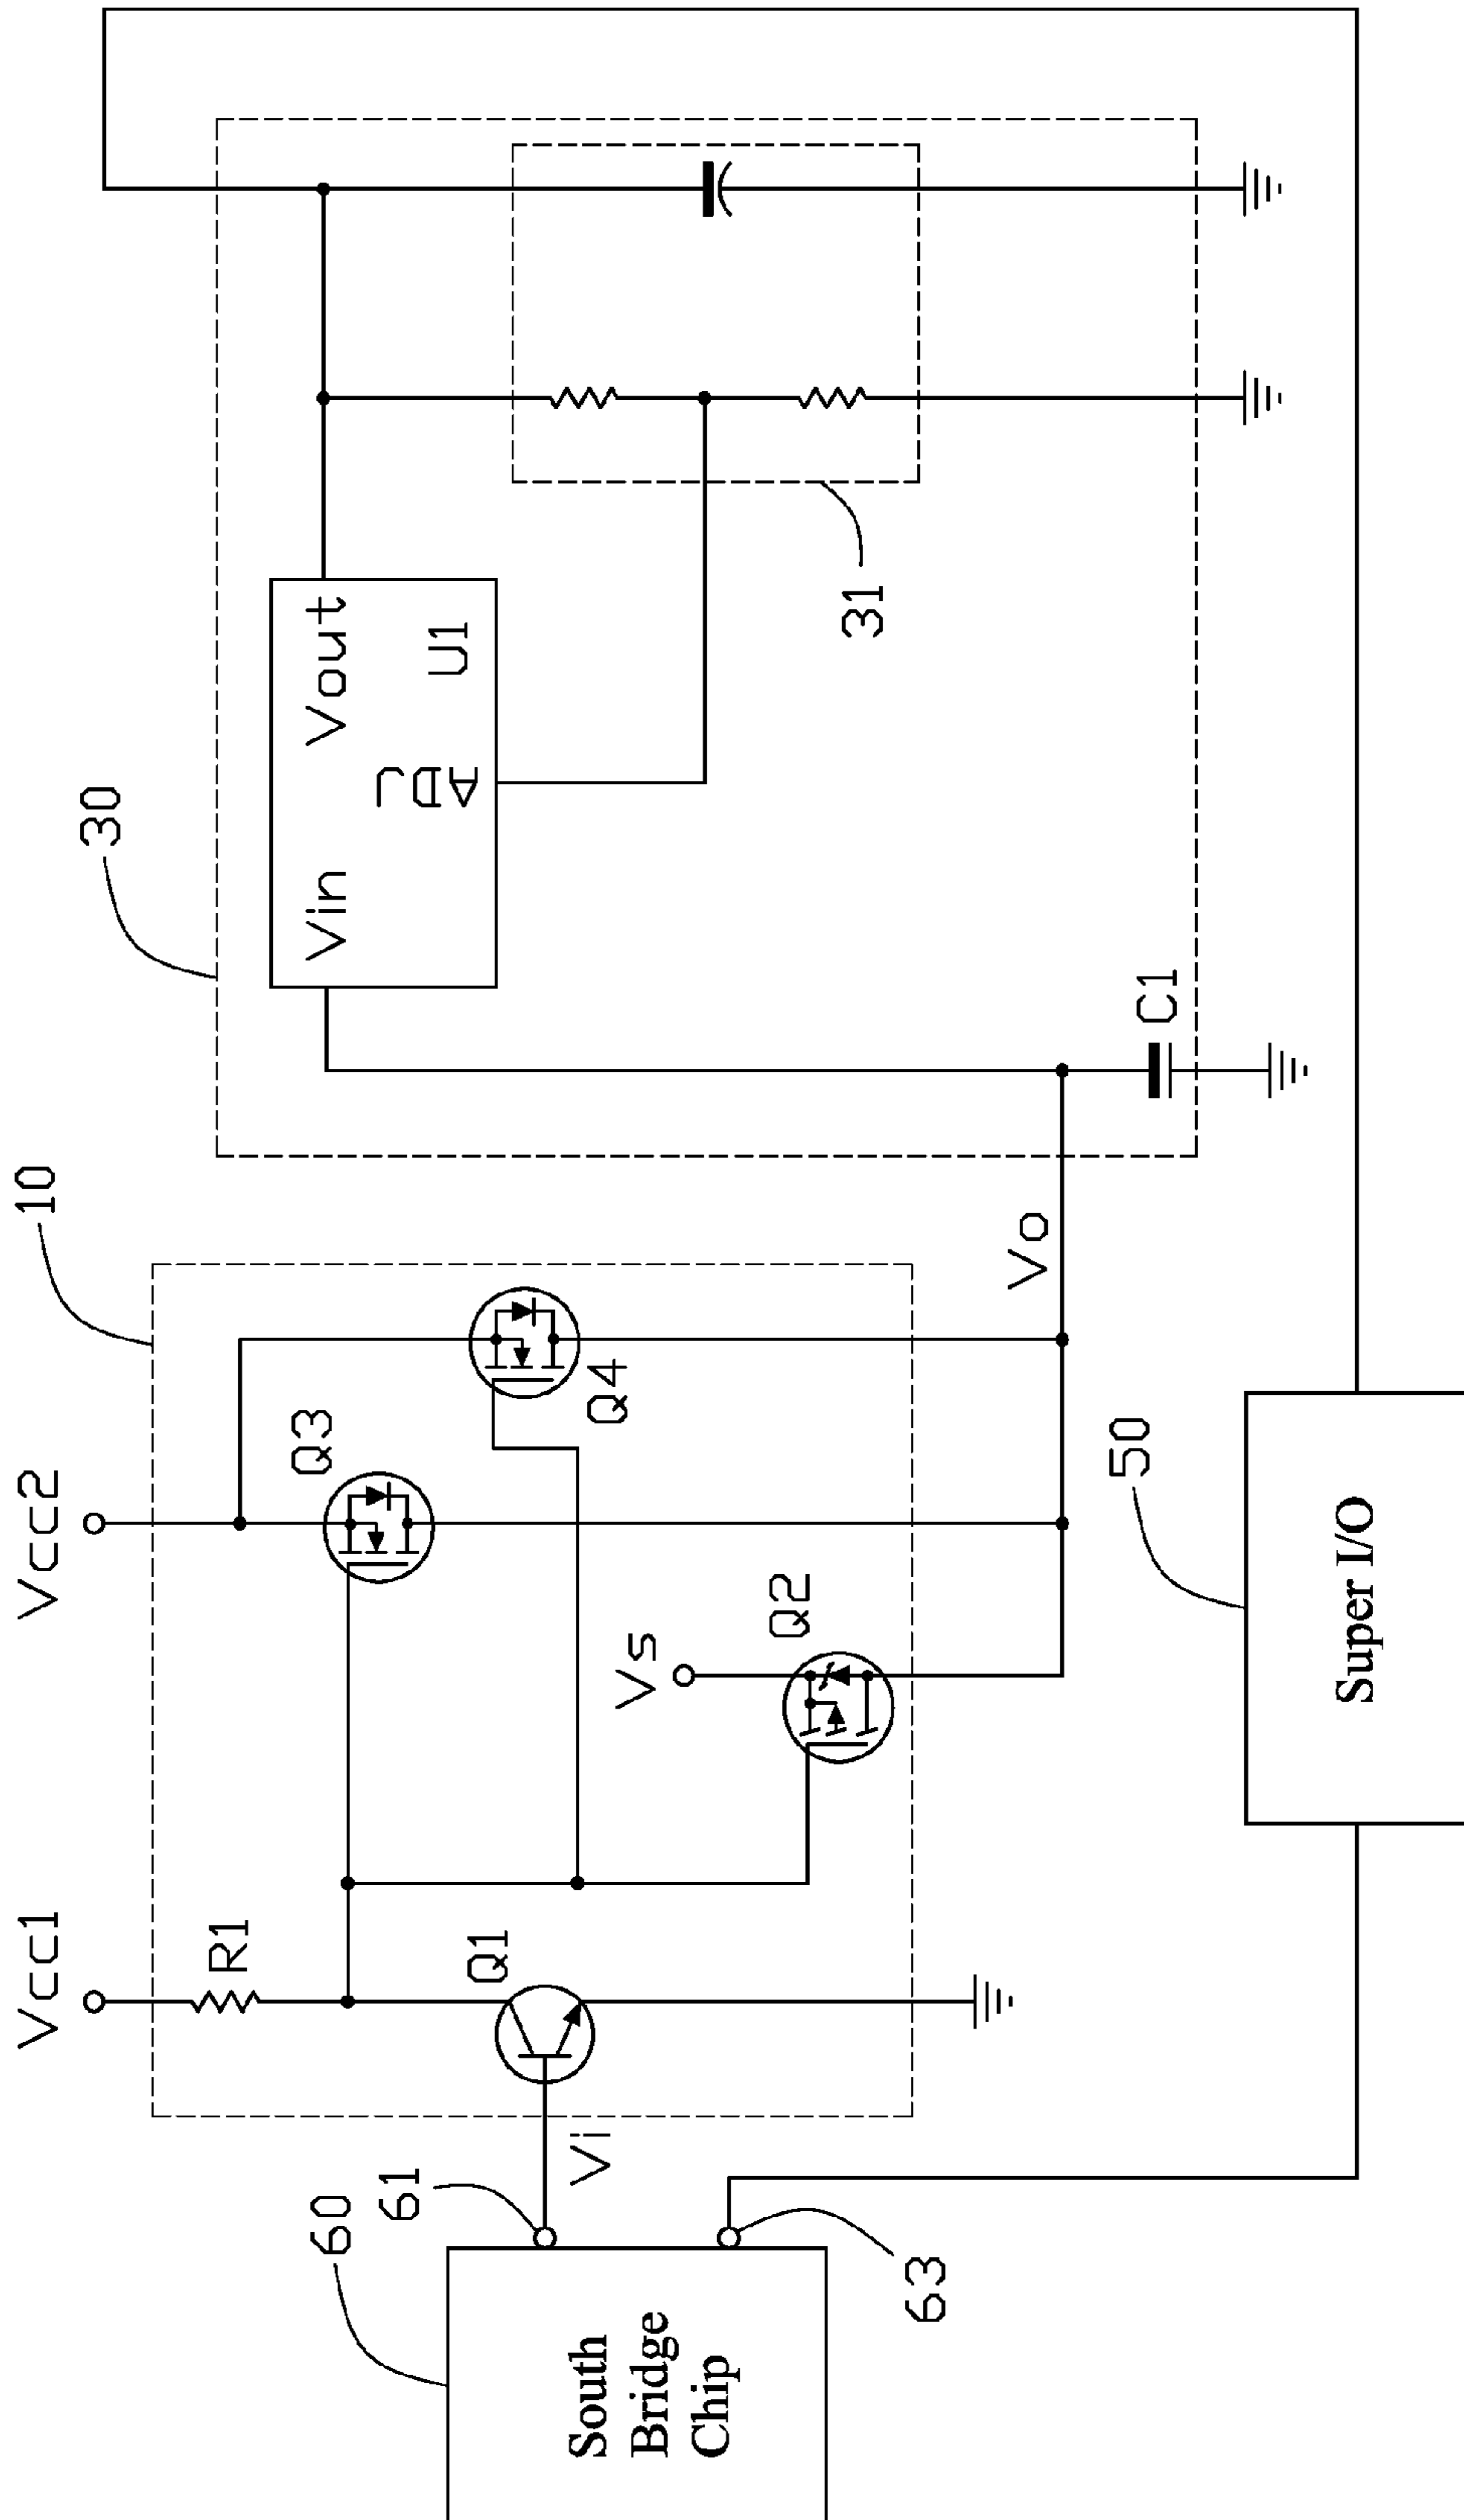 Vcc1
Vcc2
10
30
R1
Q3
Vin
Vout
ADJ
U1
60
61
Q1
Q4
Vs
31
Vi
Q2
South
Bridge
Chip
63
Vo
C1
50
Super I/O